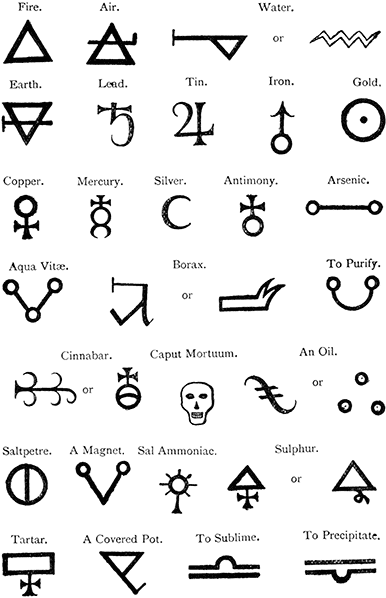 Fire. Air. Water.
or
Earth. Lead. Tin. Iron. Gold.
Copper. Mercury. Silver. Antimony. Arsenic.
Aqua Vitæ. Borax. To Purify.
or
Cinnabar. Caput Mortuum. An Oil.
or or
Saltpetre. A Magnet. Sal Ammoniac. Sulphur.
or
Tartar. A Covered Pot. To Sublime. To Precipitate.